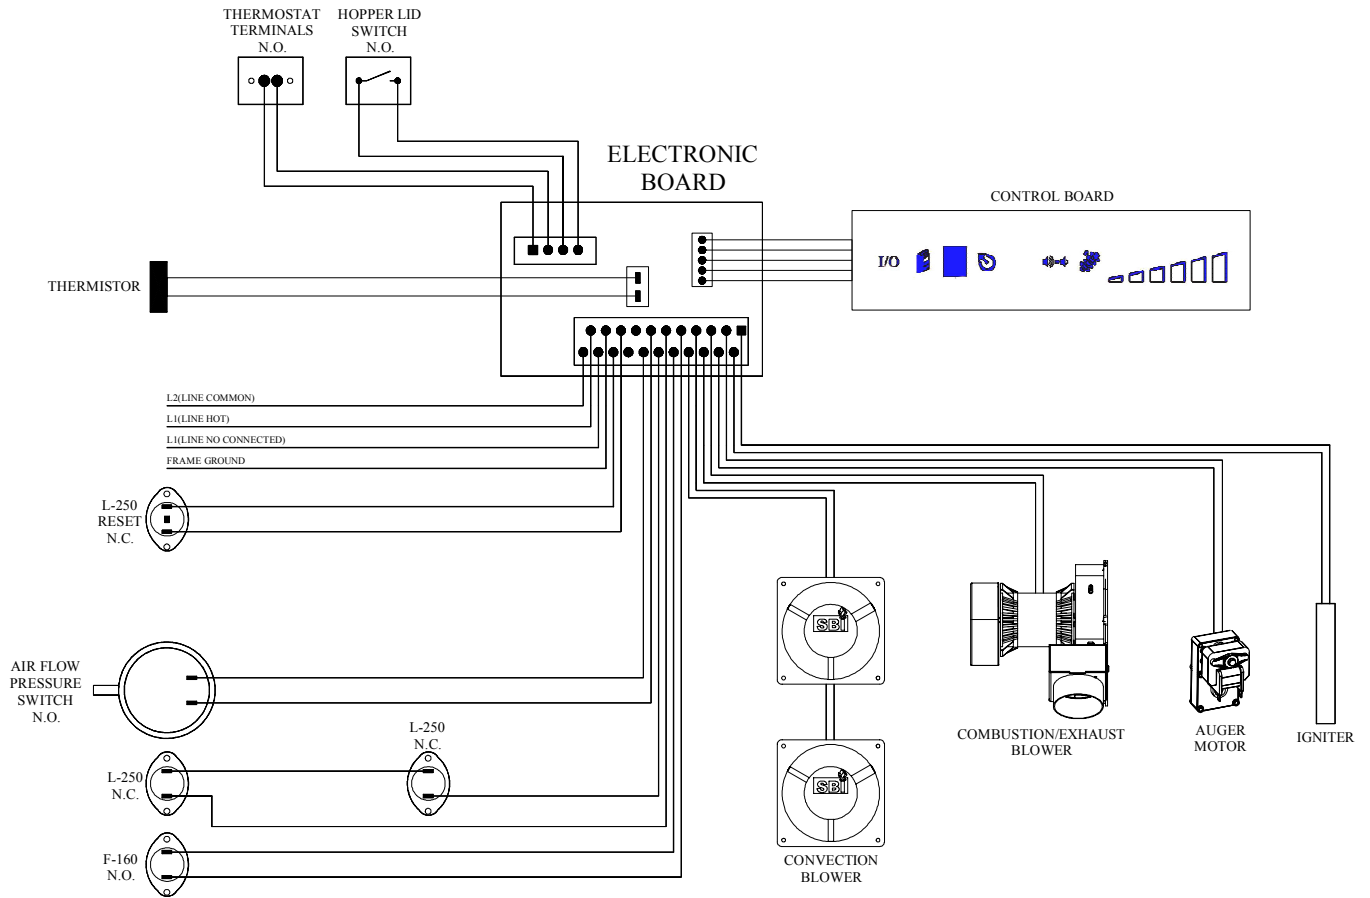 THERMOSTAT
TERMINALS
N.O.
HOPPER LID
SWITCH
N.O.
ELECTRONIC
BOARD
CONTROL BOARD
I/O
THERMISTOR
L2(LINE COMMON)
L1(LINE HOT)
L1(LINE NO CONNECTED)
FRAME GROUND
L-250
RESET
N.C.
AIR FLOW
PRESSURE
SWITCH
N.O.
L-250
N.C.
L-250
N.C.
F-160
N.O.
SBI
SBI
CONVECTION
BLOWER
COMBUSTION/EXHAUST
BLOWER
AUGER
MOTOR
IGNITER